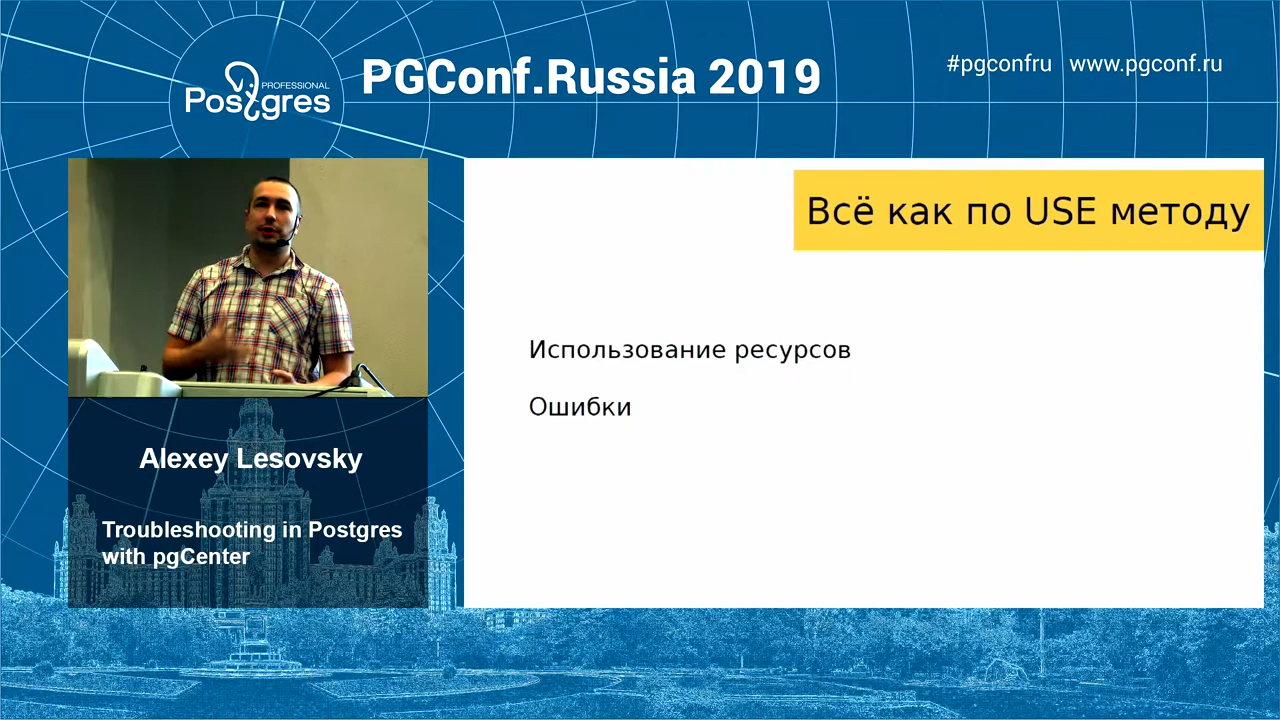 PROFESSIONAL
Postgres
PGConf.Russia 2019
#pgconfru www.pgconf.ru
Всё как по USE методу
Использование ресурсов
Ошибки
Alexey Lesovsky
Troubleshooting in Postgres
with pgCenter